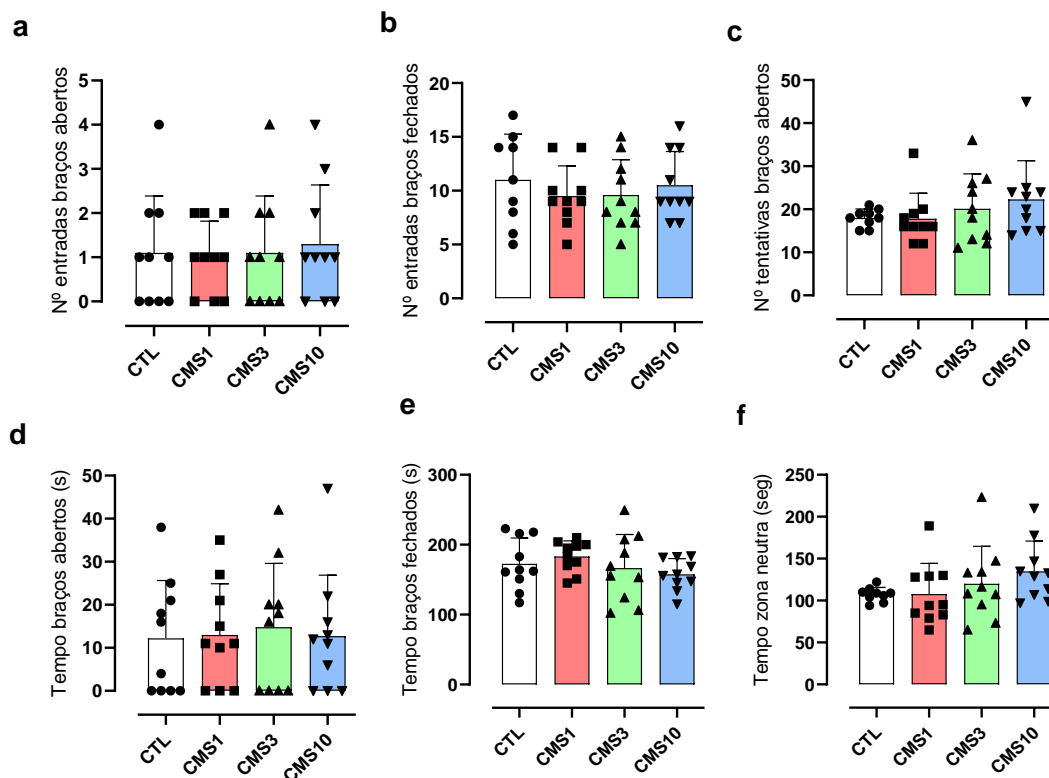 a
Nº entradas braços abertos
5
4
3
2
1
0
CTL
CMS1
CMS3
CMS10
b
Nº entradas braços fechados
20
15
10
5
0
CTL
CMS1
CMS3
CMS10
c
Nº tentativas braços abertos
50
40
30
20
10
0
CTL
CMS1
CMS3
CMS10
d
Tempo braços abertos (s)
50
40
30
20
10
0
CTL
CMS1
CMS3
CMS10
e
Tempo braços fechados (s)
300
200
100
0
CTL
CMS1
CMS3
CMS10
f
Tempo zona neutra (seg)
250
200
150
100
50
0
CTL
CMS1
CMS3
CMS10